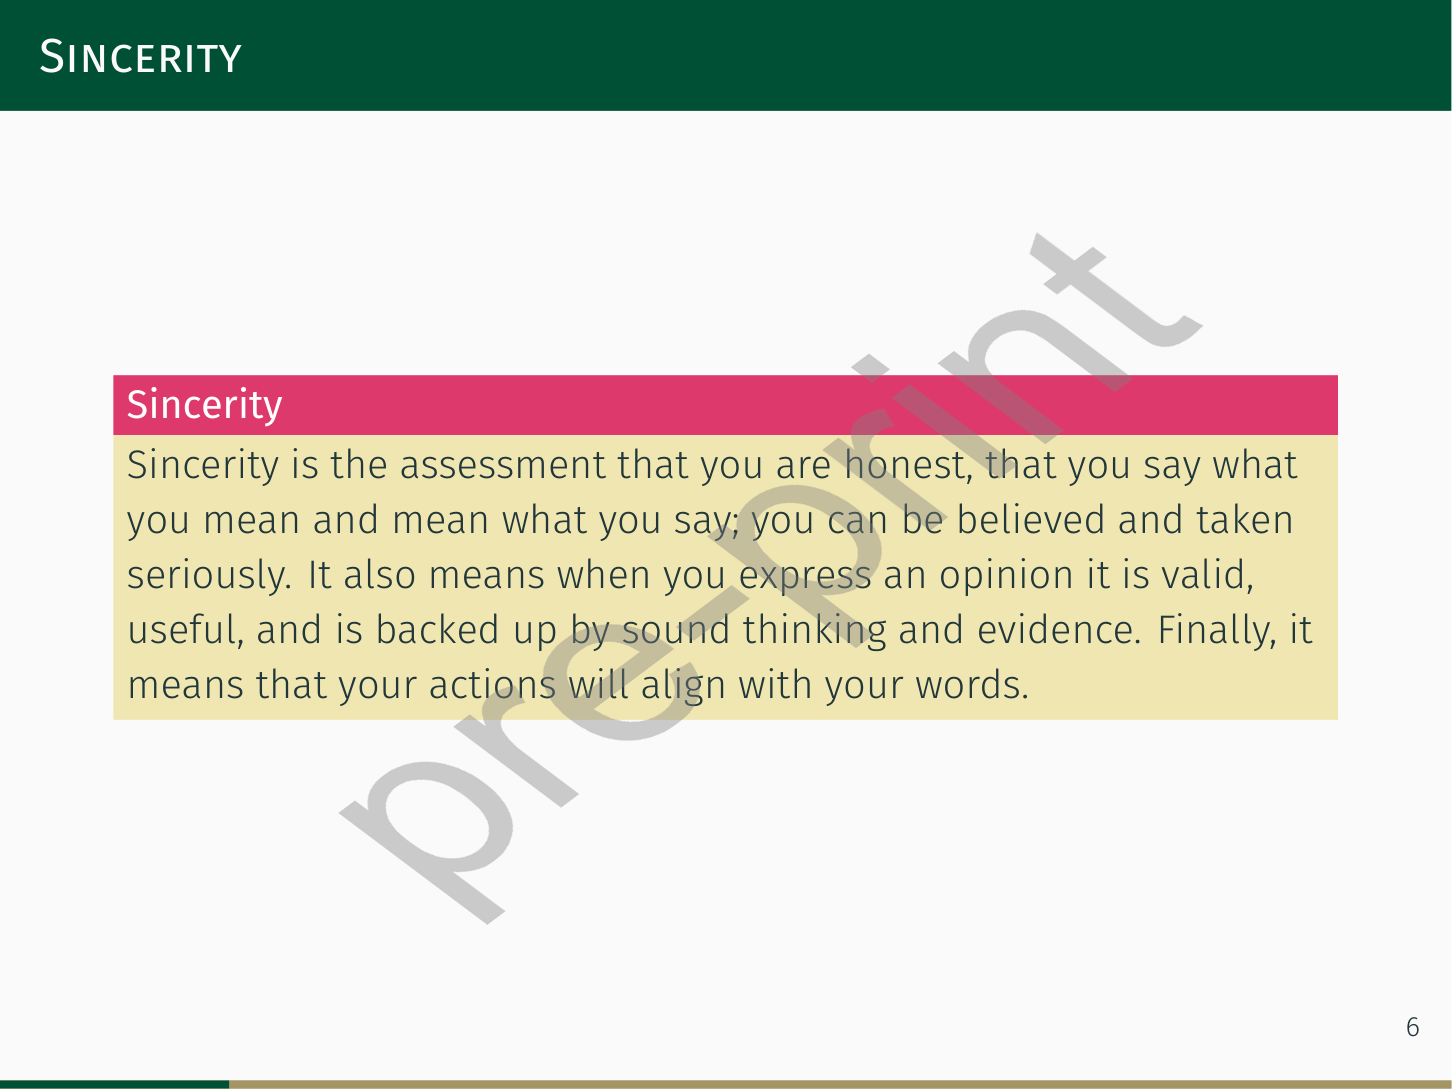 SINCERITY
Sincerity
Sincerity is the assessment that you are honest, that you say what
you mean and mean what you say; you can be believed and taken
seriously. It also means when you express an opinion it is valid,
useful, and is backed up by sound thinking and evidence. Finally, it
means that your actions will align with your words.
pre-print
6